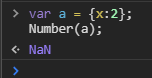 > var a = {x:2};
Number(a);
<· NaN
>